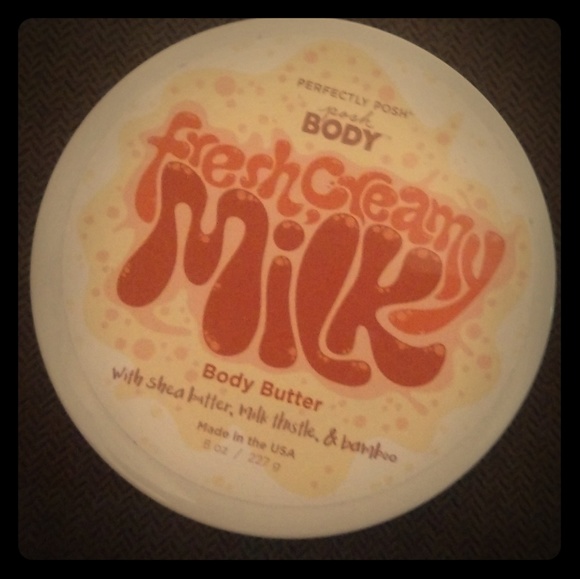 PERFECTLY POSH™
posh
BODY
fresh, creamy
Milk
Body Butter
with shea butter, milk thistle, & bamboo
Made in the USA
8 oz / 227 g